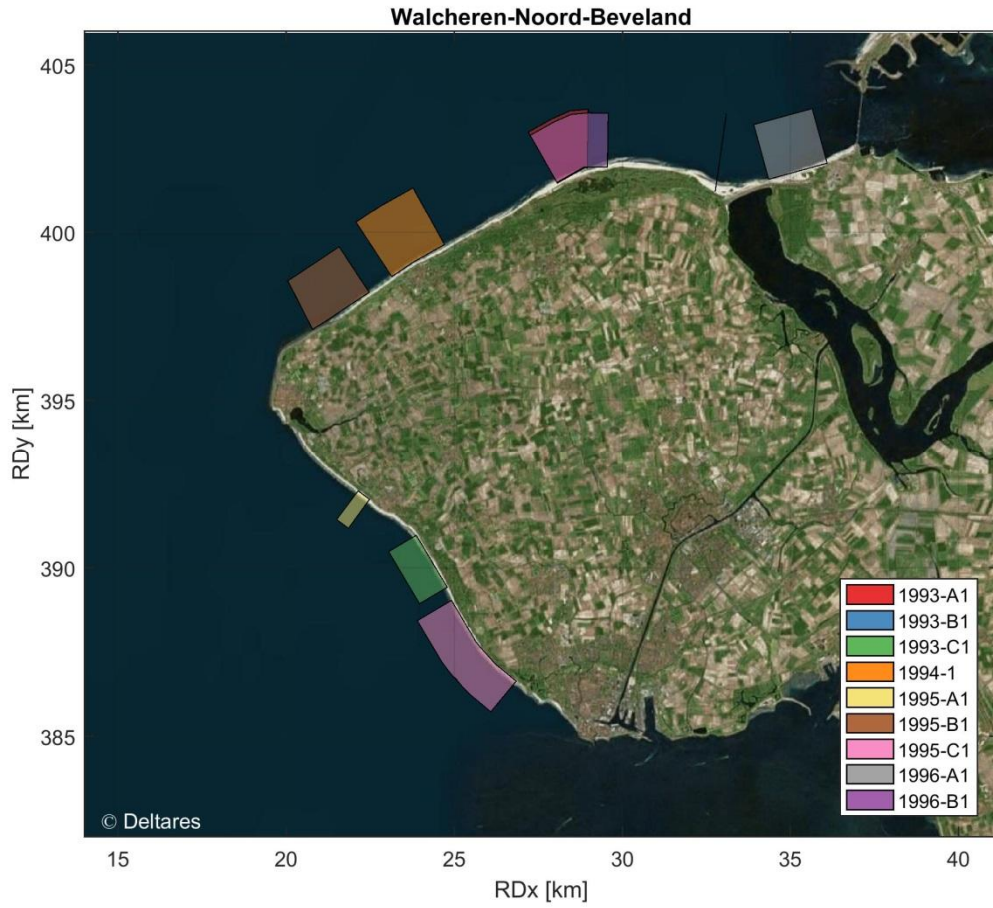 Walcheren-Noord-Beveland
405
400
395
390
385
RDy [km]
1993-A1
1993-B1
1993-C1
1994-1
1995-A1
1995-B1
1995-C1
1996-A1
1996-B1
© Deltares
15 20 25 30 35 40
RDx [km]